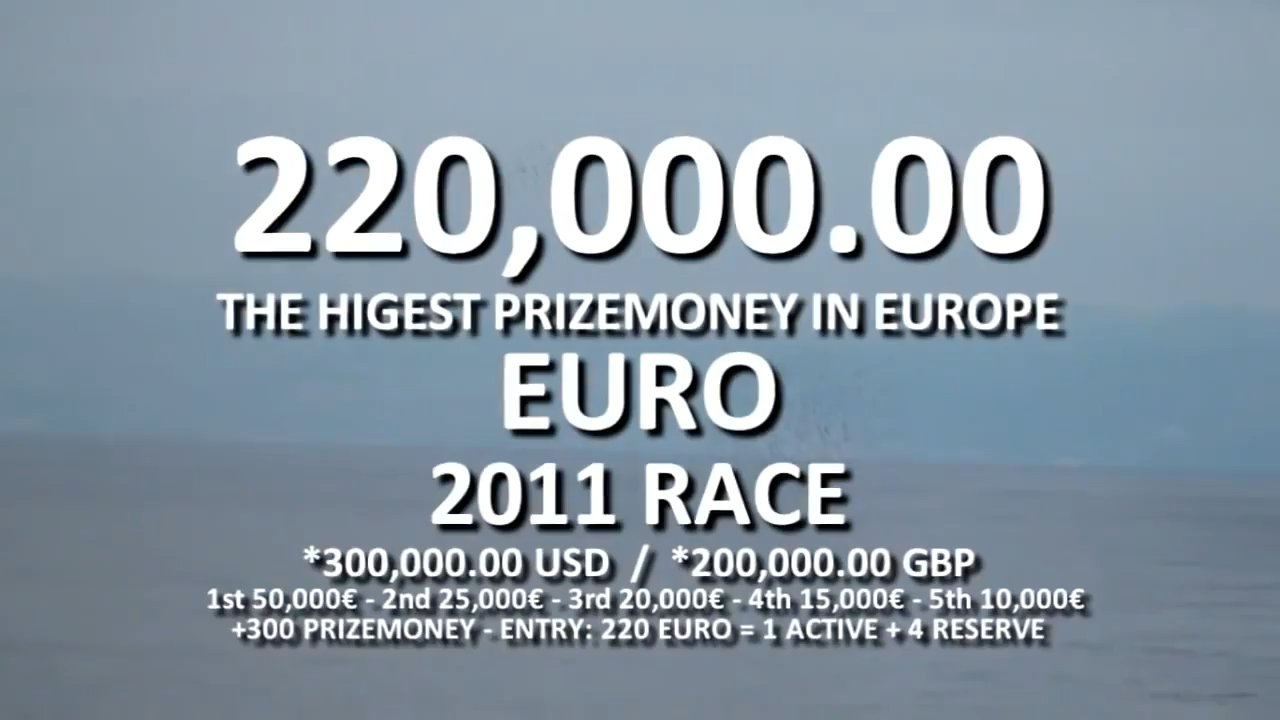 220,000.00
THE HIGEST PRIZEMONEY IN EUROPE
EURO
2011 RACE
*300,000.00 USD / *200,000.00 GBP
1st 50,000€ - 2nd 25,000€ - 3rd 20,000€ - 4th 15,000€ - 5th 10,000€
+300 PRIZEMONEY - ENTRY: 220 EURO = 1 ACTIVE + 4 RESERVE